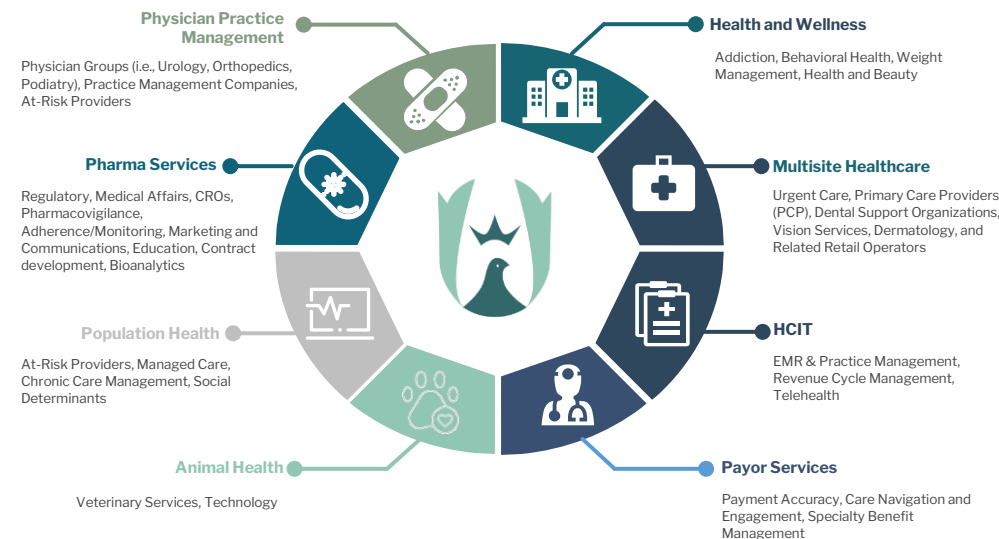 Physician Practice
Management
Physician Groups (i.e., Urology, Orthopedics,
Podiatry), Practice Management Companies,
At-Risk Providers
Health and Wellness
Addiction, Behavioral Health, Weight
Management, Health and Beauty
Pharma Services
Regulatory, Medical Affairs, CROs,
Pharmacovigilance,
Adherence/Monitoring, Marketing and
Communications, Education, Contract
development, Bioanalytics
Multisite Healthcare
Urgent Care, Primary Care Providers
(PCP), Dental Support Organizations,
Vision Services, Dermatology, and
Related Retail Operators
Population Health
At-Risk Providers, Managed Care,
Chronic Care Management, Social
Determinants
HCIT
EMR & Practice Management,
Revenue Cycle Management,
Telehealth
Animal Health
Veterinary Services, Technology
Payor Services
Payment Accuracy, Care Navigation and
Engagement, Specialty Benefit
Management